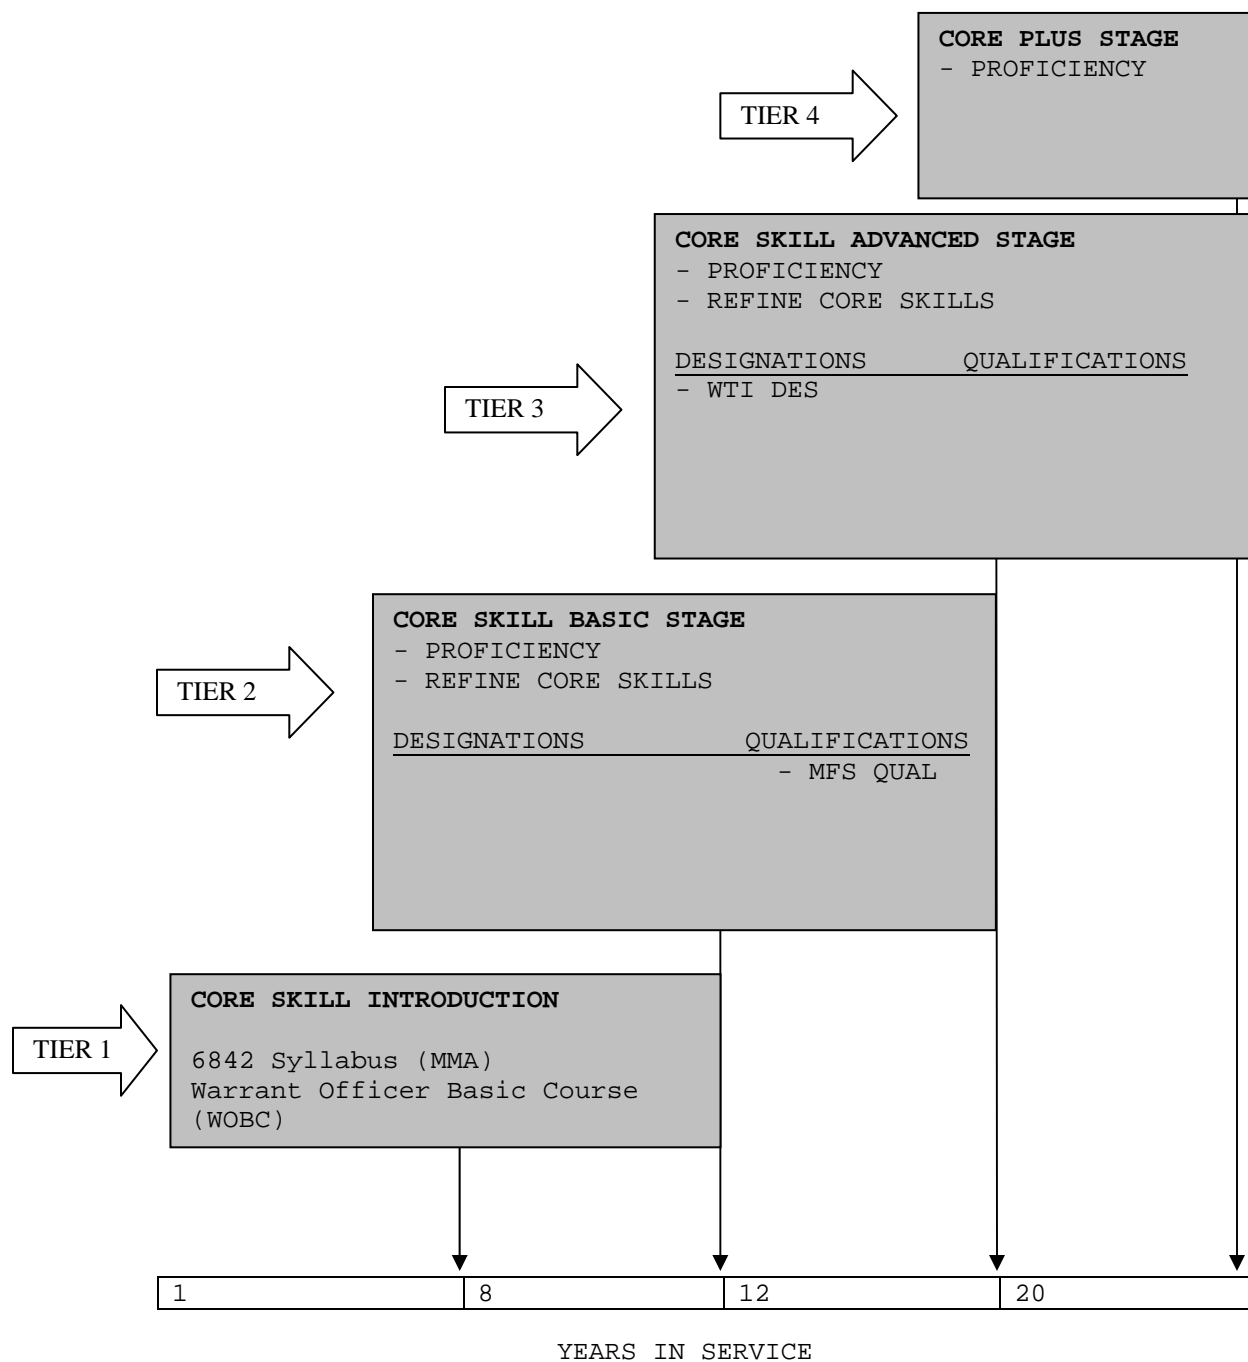 CORE PLUS STAGE
- PROFICIENCY
TIER 4
CORE SKILL ADVANCED STAGE
- PROFICIENCY
- REFINE CORE SKILLS
DESIGNATIONS QUALIFICATIONS
- WTI DES
TIER 3
CORE SKILL BASIC STAGE
- PROFICIENCY
- REFINE CORE SKILLS
DESIGNATIONS QUALIFICATIONS
- MFS QUAL
TIER 2
CORE SKILL INTRODUCTION
6842 Syllabus (MMA)
Warrant Officer Basic Course
(WOBC)
TIER 1
1 8 12 20
YEARS IN SERVICE